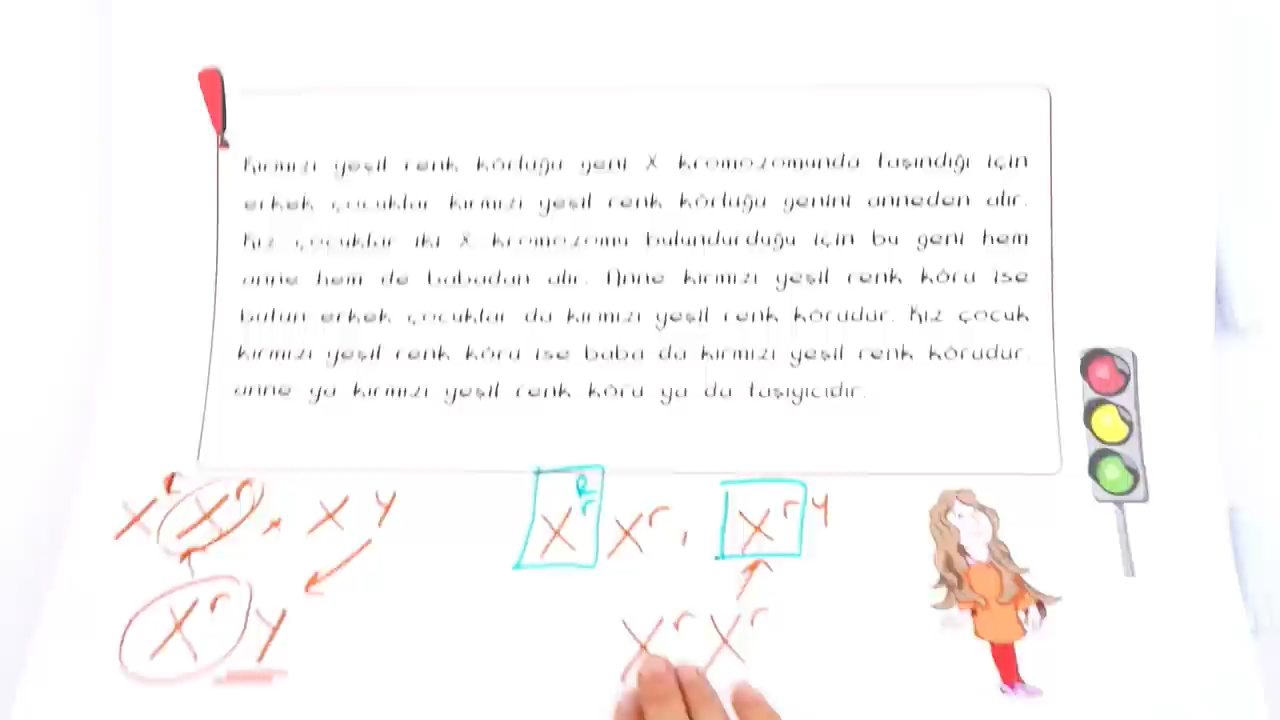 Kırmızı yeşil renk körlüğü geni X kromozomunda taşındığı için
erkek çocuklar kırmızı yeşil renk körlüğü genini anneden alır.
Kız çocuklar iki X kromozomu bulundurduğu için bu geni hem
anne hem de babadan alır. Anne kırmızı yeşil renk körü ise
bütün erkek çocuklar da kırmızı yeşil renk körüdür. Kız çocuk
kırmızı yeşil renk körü ise baba da kırmızı yeşil renk körüdür,
anne ya kırmızı yeşil renk körü ya da taşıyıcıdır.
X^r X^r x X Y
X^R_r X^r , X^r Y
X^r Y
X^r X^r